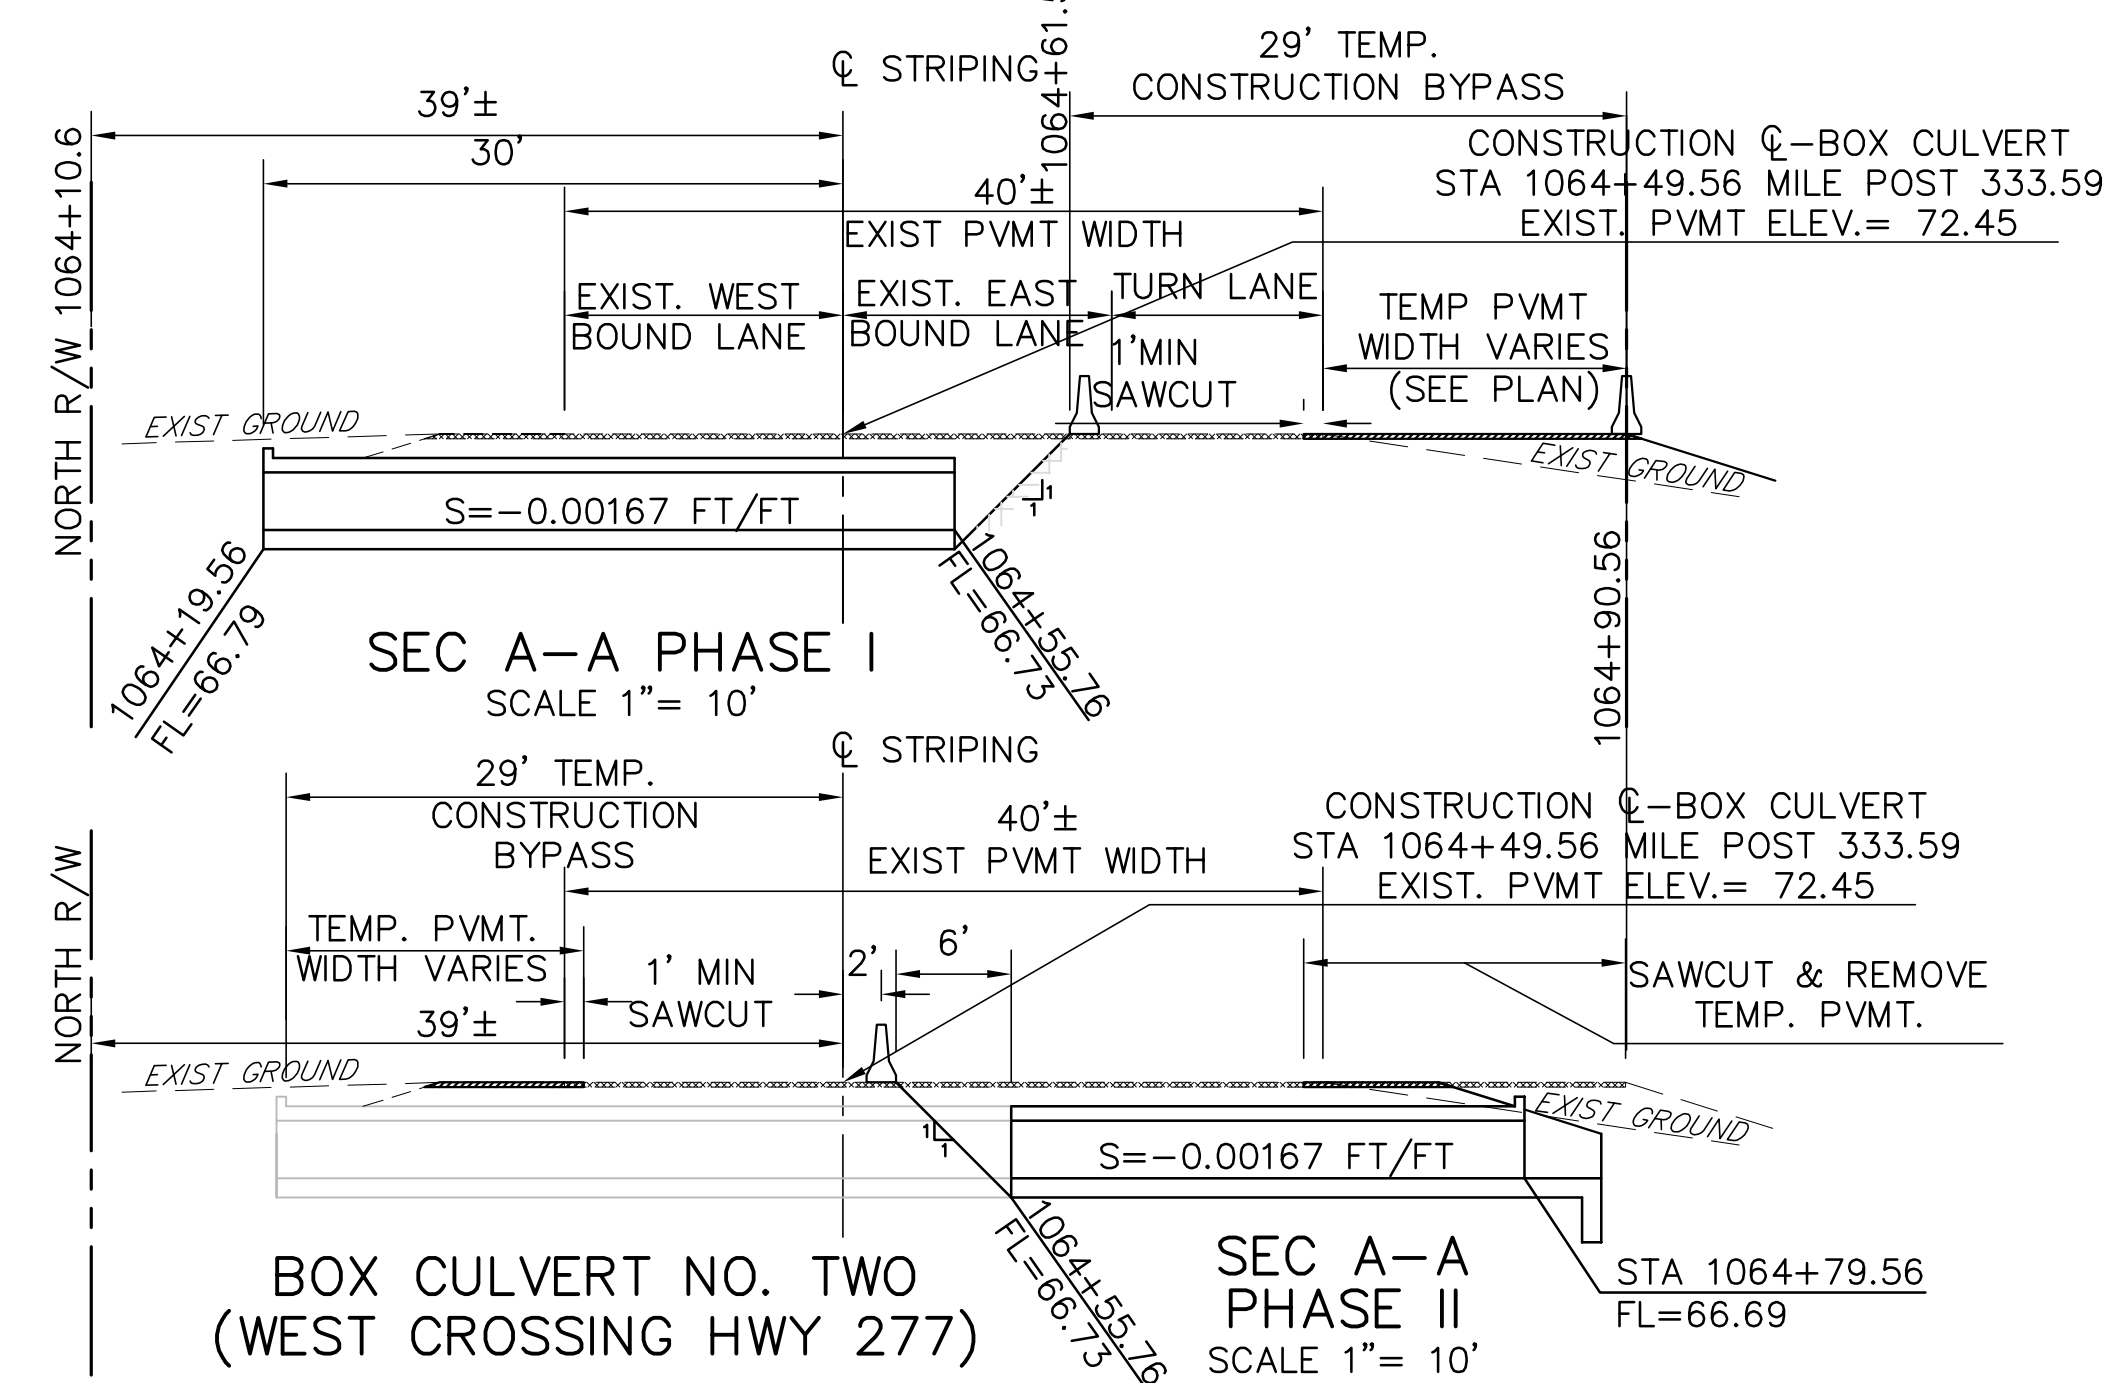 ℄ STRIPING
1064+61.5
29' TEMP.
CONSTRUCTION BYPASS
39'±
30'
40'±
EXIST PVMT WIDTH
CONSTRUCTION ℄-BOX CULVERT
STA 1064+49.56 MILE POST 333.59
EXIST. PVMT ELEV.= 72.45
NORTH R/W 1064+10.6
EXIST. WEST
BOUND LANE
EXIST. EAST
BOUND LANE
TURN LANE
1'MIN
SAWCUT
TEMP PVMT
WIDTH VARIES
(SEE PLAN)
EXIST GROUND
EXIST GROUND
S=-0.00167 FT/FT
1
1
1064+19.56
FL=66.79
1064+55.76
FL=66.73
1064+90.56
SEC A-A PHASE I
SCALE 1"= 10'
℄ STRIPING
29' TEMP.
CONSTRUCTION
BYPASS
40'±
EXIST PVMT WIDTH
CONSTRUCTION ℄-BOX CULVERT
STA 1064+49.56 MILE POST 333.59
EXIST. PVMT ELEV.= 72.45
NORTH R/W
TEMP. PVMT.
WIDTH VARIES
1' MIN
SAWCUT
2'
6'
39'±
SAWCUT & REMOVE
TEMP. PVMT.
EXIST GROUND
EXIST GROUND
1
1
S=-0.00167 FT/FT
1064+55.76
FL=66.73
STA 1064+79.56
FL=66.69
BOX CULVERT NO. TWO
(WEST CROSSING HWY 277)
SEC A-A
PHASE II
SCALE 1"= 10'